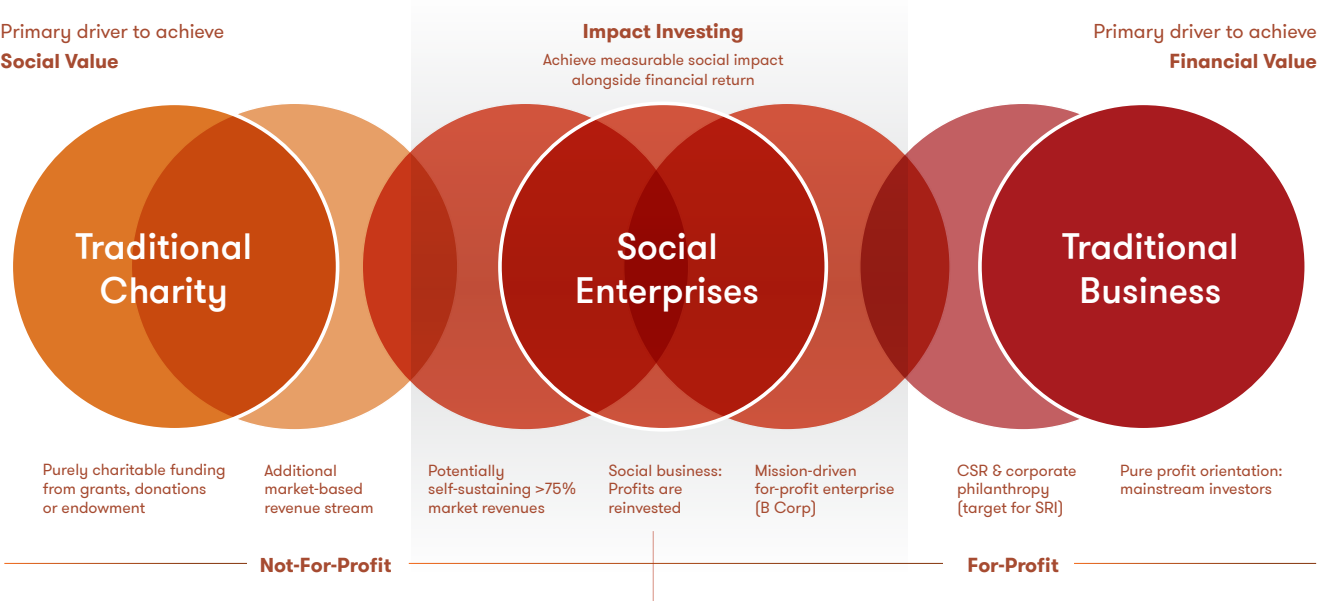 Primary driver to achieve
Social Value
Impact Investing
Achieve measurable social impact
alongside financial return
Primary driver to achieve
Financial Value
Traditional
Charity
Social
Enterprises
Traditional
Business
Purely charitable funding
from grants, donations
or endowment
Additional
market-based
revenue stream
Potentially
self-sustaining >75%
market revenues
Social business:
Profits are
reinvested
Mission-driven
for-profit enterprise
(B Corp)
CSR & corporate
philanthropy
(target for SRI)
Pure profit orientation:
mainstream investors
Not-For-Profit
For-Profit